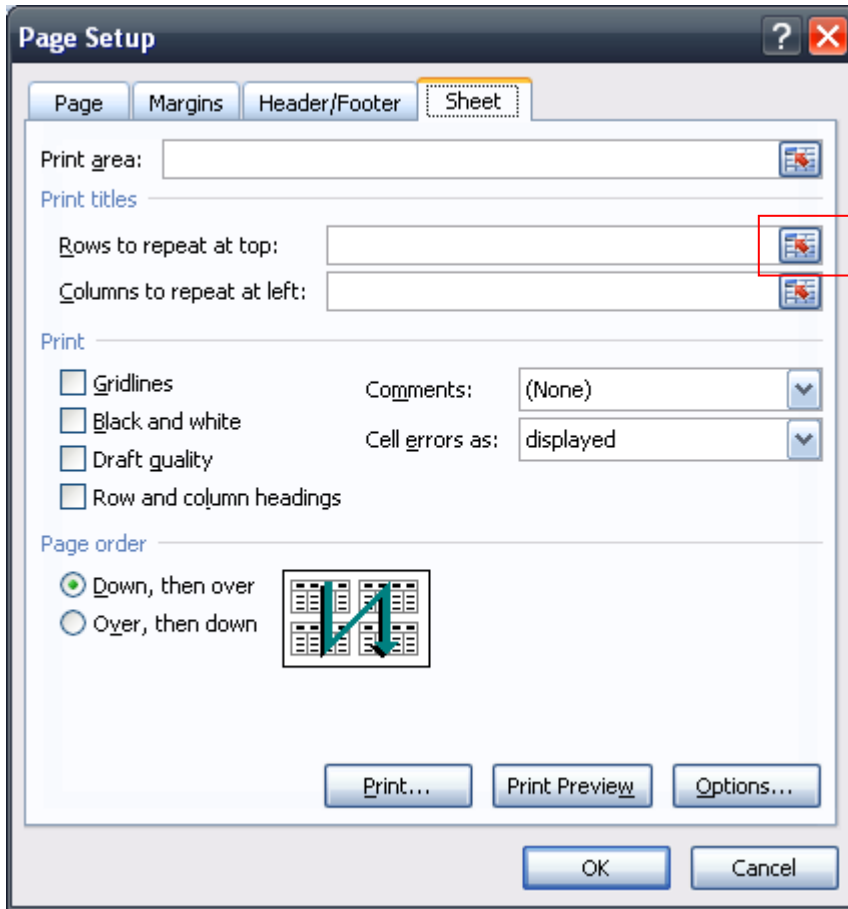 Page Setup
Page Margins Header/Footer Sheet
Print area:
Print titles
Rows to repeat at top:
Columns to repeat at left:
Print
Gridlines Comments: (None)
Black and white
Cell errors as: displayed
Draft quality
Row and column headings
Page order
Down, then over
Over, then down
Print... Print Preview Options...
OK Cancel